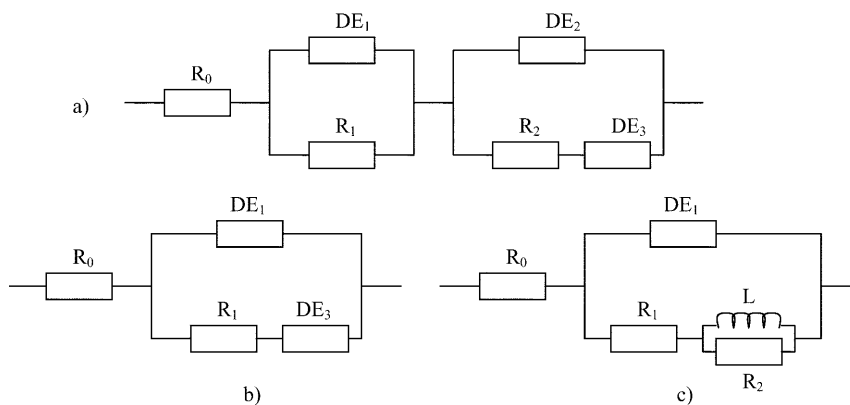 DE₁ DE₂
R₀
a)
R₁ R₂ DE₃
DE₁ DE₁
R₀ R₀
L
R₁ DE₃ R₁
R₂
b) c)